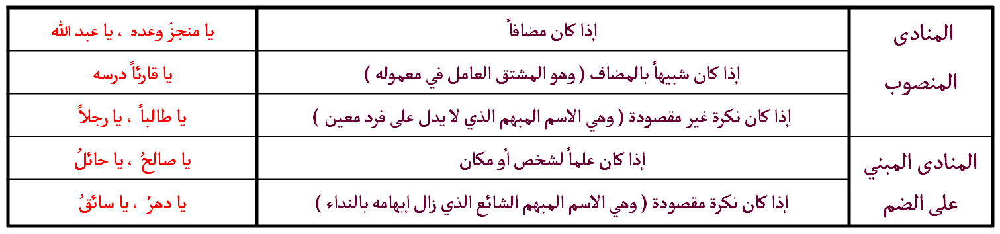 المنادى
المنصوب
إذا كان مضافاً
يا منجزَ وعده ، يا عبد الله
إذا كان شبيهاً بالمضاف ( وهو المشتق العامل في معموله )
يا قارئاً درسه
إذا كان نكرة غير مقصودة ( وهي الاسم المبهم الذي لا يدل على فرد معين )
يا طالباً ، يا رجلاً
المنادى المبني
على الضم
إذا كان علماً لشخص أو مكان
يا صالحُ ، يا حائلُ
إذا كان نكرة مقصودة ( وهي الاسم المبهم الشائع الذي زال إبهامه بالنداء )
يا دهرُ ، يا سائقُ